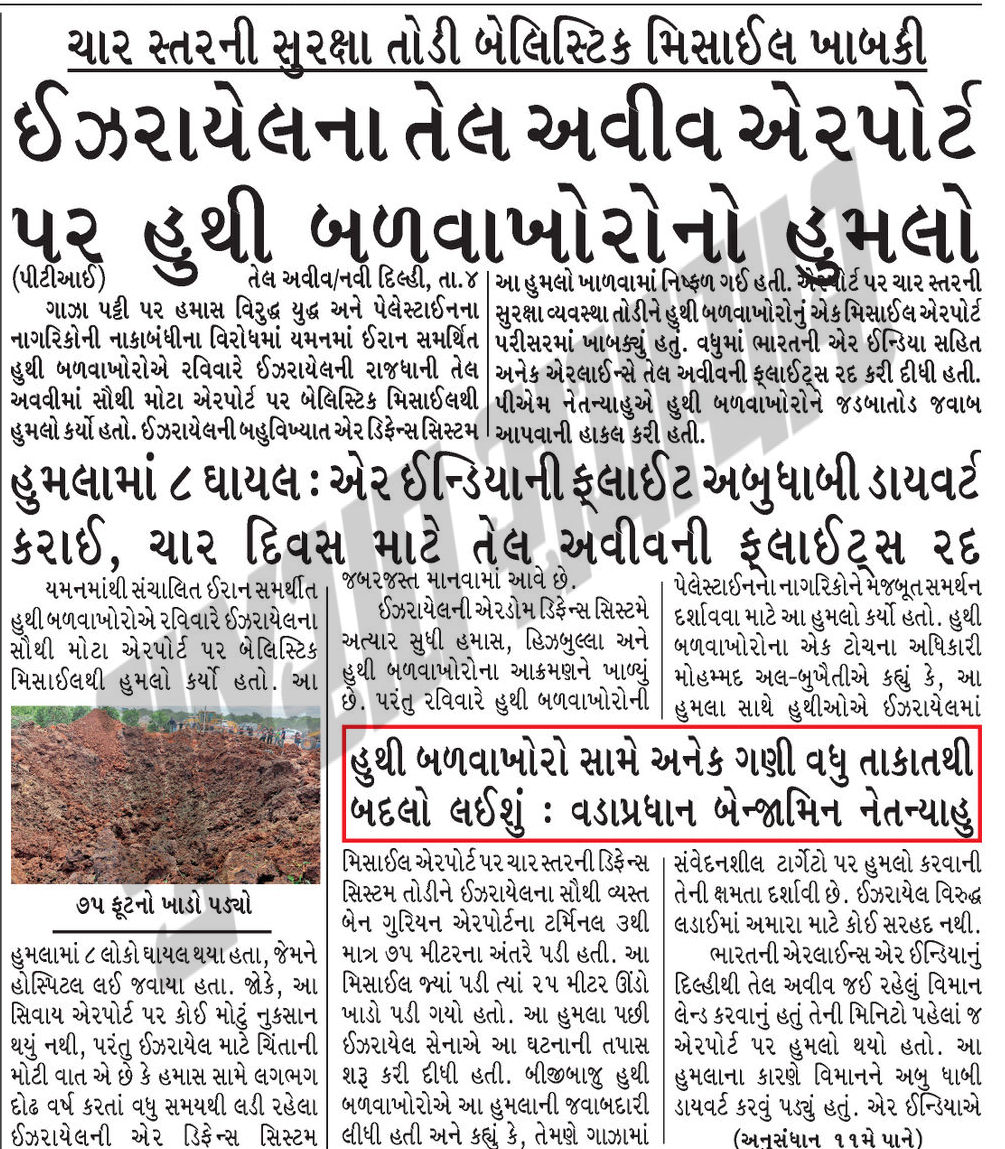 ચાર સ્તરની સુરક્ષા તોડી બેલિસ્ટિક મિસાઈલ ખાબકી
ઈઝરાયેલના તેલ અવીવ એરપોર્ટ
પર હુથી બળવાખોરોનો હુમલો
(પીટીઆઈ) તેલ અવીવ/નવી દિલ્હી, તા.૪
ગાઝા પટ્ટી પર હમાસ વિરુદ્ધ યુદ્ધ અને પેલેસ્ટાઈનના
નાગરિકોની નાકાબંધીના વિરોધમાં યમનમાં ઈરાન સમર્થિત
હુથી બળવાખોરોએ રવિવારે ઈઝરાયેલની રાજધાની તેલ
અવવીમાં સૌથી મોટા એરપોર્ટ પર બેલિસ્ટિક મિસાઈલથી
હુમલો કર્યો હતો. ઈઝરાયેલની બહુવિખ્યાત એર ડિફેન્સ સિસ્ટમ
આ હુમલો ખાળવામાં નિષ્ફળ ગઈ હતી. એરપોર્ટ પર ચાર સ્તરની
સુરક્ષા વ્યવસ્થા તોડીને હુથી બળવાખોરોનું એક મિસાઈલ એરપોર્ટ
પરીસરમાં ખાબક્યું હતું. વધુમાં ભારતની એર ઈન્ડિયા સહિત
અનેક એરલાઈન્સે તેલ અવીવની ફ્લાઈટ્સ રદ કરી દીધી હતી.
પીએમ નેતન્યાહુએ હુથી બળવાખોરોને જડબાતોડ જવાબ
આપવાની હાકલ કરી હતી.
હુમલામાં ૮ ઘાયલ : એર ઈન્ડિયાની ફ્લાઈટ અબુધાબી ડાયવર્ટ
કરાઈ, ચાર દિવસ માટે તેલ અવીવની ફ્લાઈટ્સ રદ
યમનમાંથી સંચાલિત ઈરાન સમર્થીત
હુથી બળવાખોરોએ રવિવારે ઈઝરાયેલના
સૌથી મોટા એરપોર્ટ પર બેલિસ્ટિક
મિસાઈલથી હુમલો કર્યો હતો. આ
૭૫ ફૂટનો ખાડો પડ્યો
હુમલામાં ૮ લોકો ઘાયલ થયા હતા, જેમને
હોસ્પિટલ લઈ જવાયા હતા. જોકે, આ
સિવાય એરપોર્ટ પર કોઈ મોટું નુકસાન
થયું નથી, પરંતુ ઈઝરાયેલ માટે ચિંતાની
મોટી વાત એ છે કે હમાસ સામે લગભગ
દોઢ વર્ષ કરતાં વધુ સમયથી લડી રહેલા
ઈઝરાયેલની એર ડિફેન્સ સિસ્ટમ
જબરજસ્ત માનવામાં આવે છે.
ઈઝરાયેલની એરડોમ ડિફેન્સ સિસ્ટમે
અત્યાર સુધી હમાસ, હિઝબુલ્લા અને
હુથી બળવાખોરોના આક્રમણને ખાળ્યું
છે. પરંતુ રવિવારે હુથી બળવાખોરોની
પેલેસ્ટાઈનના નાગરિકોને મજબૂત સમર્થન
દર્શાવવા માટે આ હુમલો કર્યો હતો. હુથી
બળવાખોરોના એક ટોચના અધિકારી
મોહમ્મદ અલ-બુખૈતીએ કહ્યું કે, આ
હુમલા સાથે હુથીઓએ ઈઝરાયેલમાં
હુથી બળવાખોરો સામે અનેક ગણી વધુ તાકાતથી
બદલો લઈશું : વડાપ્રધાન બેન્જામિન નેતન્યાહુ
મિસાઈલ એરપોર્ટ પર ચાર સ્તરની ડિફેન્સ
સિસ્ટમ તોડીને ઈઝરાયેલના સૌથી વ્યસ્ત
બેન ગુરિયન એરપોર્ટના ટર્મિનલ ૩થી
માત્ર ૭૫ મીટરના અંતરે પડી હતી. આ
મિસાઈલ જ્યાં પડી ત્યાં ૨૫ મીટર ઊંડો
ખાડો પડી ગયો હતો. આ હુમલા પછી
ઈઝરાયેલ સેનાએ આ ઘટનાની તપાસ
શરૂ કરી દીધી હતી. બીજીબાજુ હુથી
બળવાખોરોએ આ હુમલાની જવાબદારી
લીધી હતી અને કહ્યું કે, તેમણે ગાઝામાં
સંવેદનશીલ ટાર્ગેટો પર હુમલો કરવાની
તેની ક્ષમતા દર્શાવી છે. ઈઝરાયેલ વિરુદ્ધ
લડાઈમાં અમારા માટે કોઈ સરહદ નથી.
ભારતની એરલાઈન્સ એર ઈન્ડિયાનું
દિલ્હીથી તેલ અવીવ જઈ રહેલું વિમાન
લેન્ડ કરવાનું હતું તેની મિનિટો પહેલાં જ
એરપોર્ટ પર હુમલો થયો હતો. આ
હુમલાના કારણે વિમાનને અબુ ધાબી
ડાયવર્ટ કરવું પડ્યું હતું. એર ઈન્ડિયાએ
(અનુસંધાન ૧૧મે પાને)